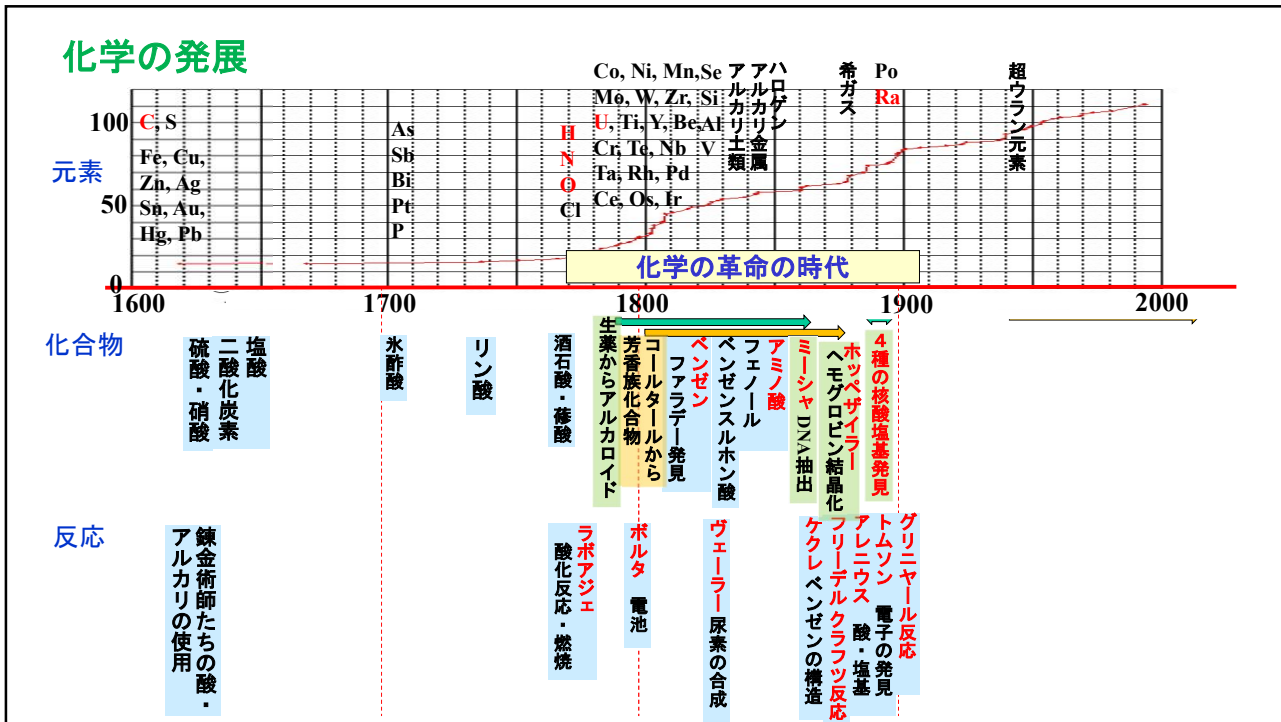 化学の発展
元素
100
50
0
C, S
Fe, Cu,
Zn, Ag
Sn, Au,
Hg, Pb
As
Sb
Bi
Pt
P
H
N
O
Cl
Co, Ni, Mn,
Mo, W, Zr,
U, Ti, Y, Be,
Cr, Te, Nb
Ta, Rh, Pd
Ce, Os, Ir
Se
Si
Al
V
アルカリ土類
アルカリ金属
ハロゲン
希ガス
Po
Ra
超ウラン元素
化学の革命の時代
1600
1700
1800
1900
2000
化合物
硫酸・硝酸
二酸化炭素
塩酸
氷酢酸
リン酸
酒石酸・蓚酸
生薬からアルカロイド
コールタールから
芳香族化合物
ベンゼン
ファラデー発見
ベンゼンスルホン酸
フェノール
アミノ酸
ミーシャ DNA抽出
ホッペザイラー
ヘモグロビン結晶化
4種の核酸塩基発見
反応
錬金術師たちの酸・
アルカリの使用
ラボアジェ
酸化反応・燃焼
ボルタ 電池
ヴェーラー 尿素の合成
ケクレ ベンゼンの構造
フリーデル クラフツ反応
アレニウス 酸・塩基
トムソン 電子の発見
グリニヤール反応